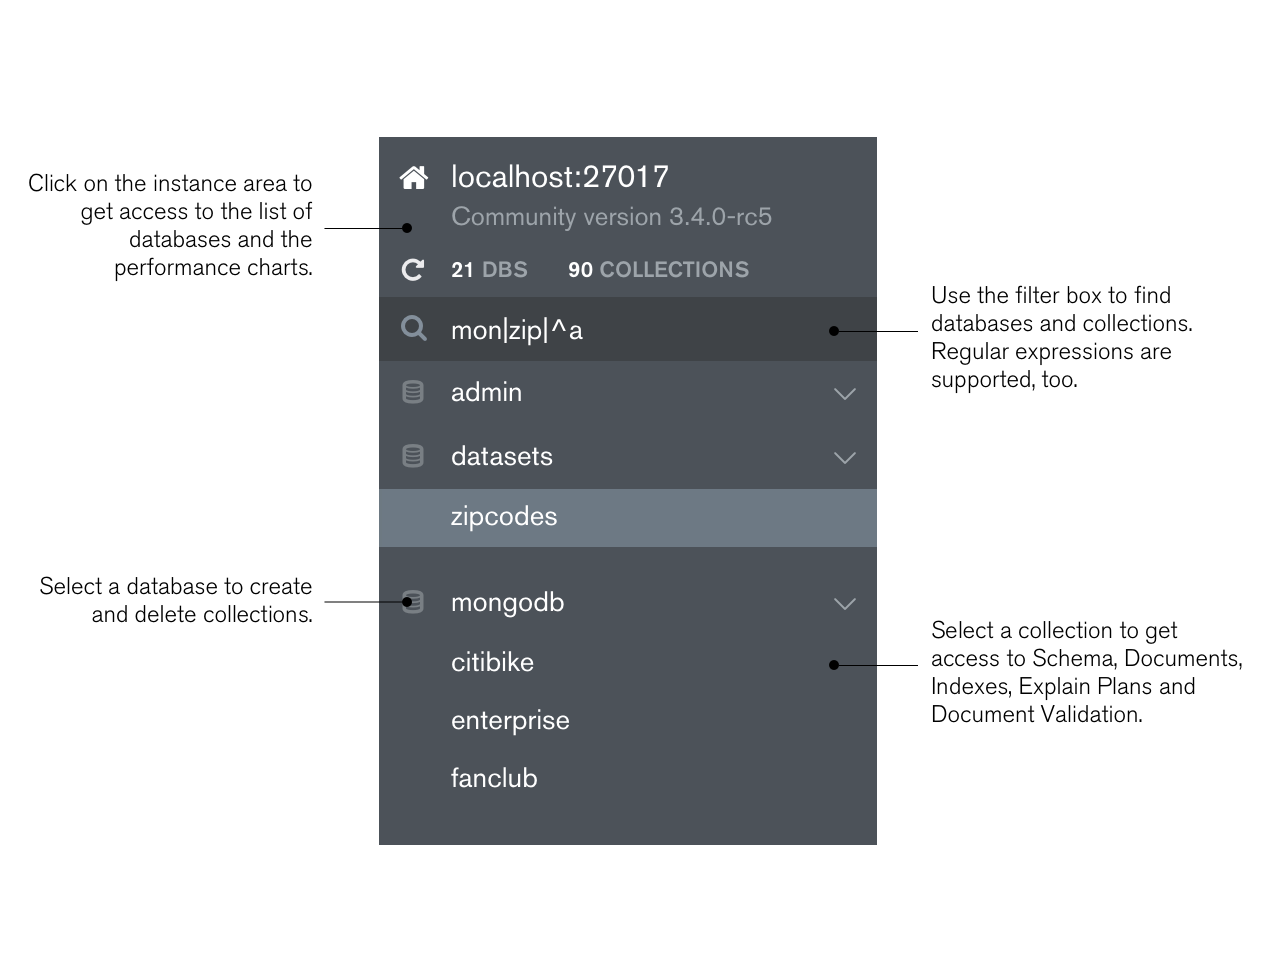 Click on the instance area to
get access to the list of
databases and the
performance charts.
localhost:27017
Community version 3.4.0-rc5
21 DBS 90 COLLECTIONS
mon|zip|^a
Use the filter box to find
databases and collections.
Regular expressions are
supported, too.
admin
datasets
zipcodes
Select a database to create
and delete collections.
mongodb
citibike
enterprise
fanclub
Select a collection to get
access to Schema, Documents,
Indexes, Explain Plans and
Document Validation.